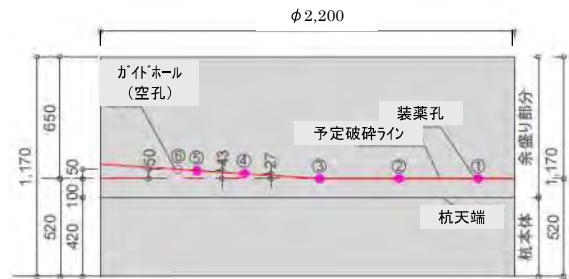 φ2,200
ガイドホール
(空孔)
装薬孔
予定破砕ライン
⑥ ⑤ ④ ③ ② ①
50 43 27
杭天端
1,170
650
520
50
100
420
余盛り部分
杭本体
1,170
520